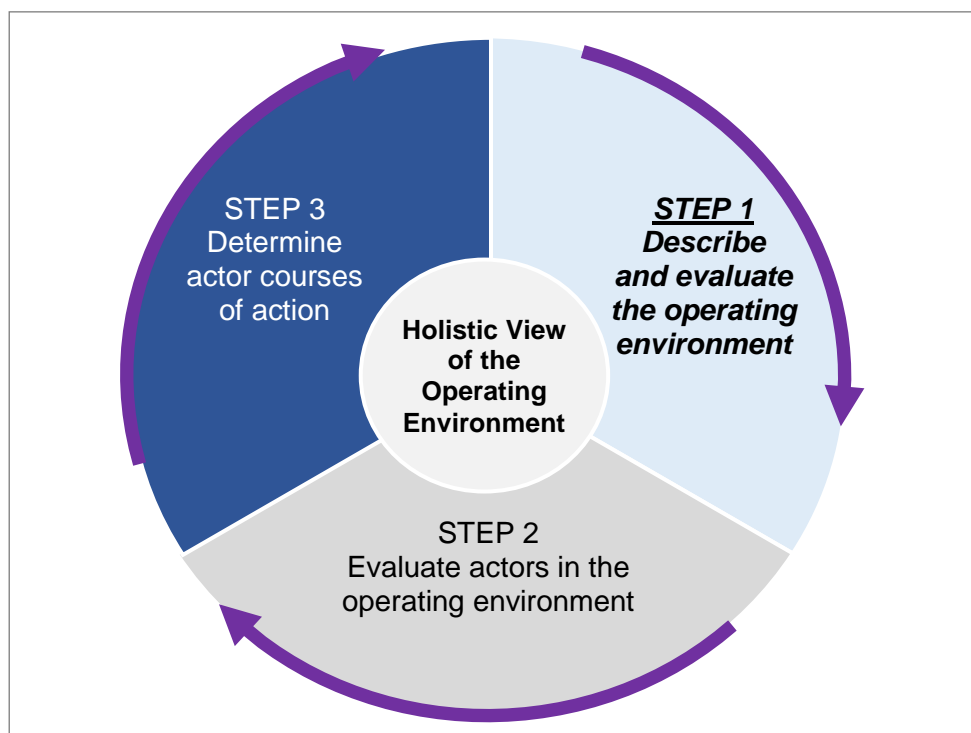 STEP 1
Describe
and evaluate
the operating
environment
STEP 2
Evaluate actors in the
operating environment
STEP 3
Determine
actor courses
of action
Holistic View
of the
Operating
Environment